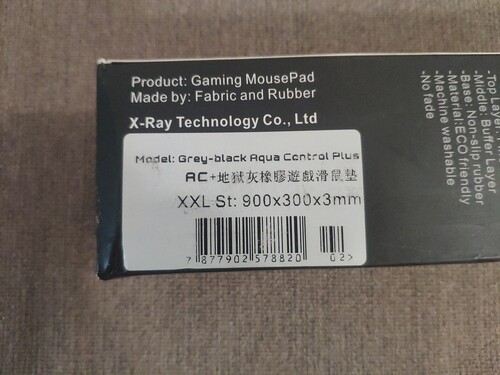 Product: Gaming MousePad
Made by: Fabric and Rubber
X-Ray Technology Co., Ltd
Model: Grey-black Aqua Control Plus
AC+地獄灰橡膠遊戲滑鼠墊
XXL St: 900x300x3mm
7 877902 578820 02>
-Top Layer:
-Middle: Buffer Layer
-Base: Non-slip rubber
-Material:ECO friendly
-Machine washable
-No fade